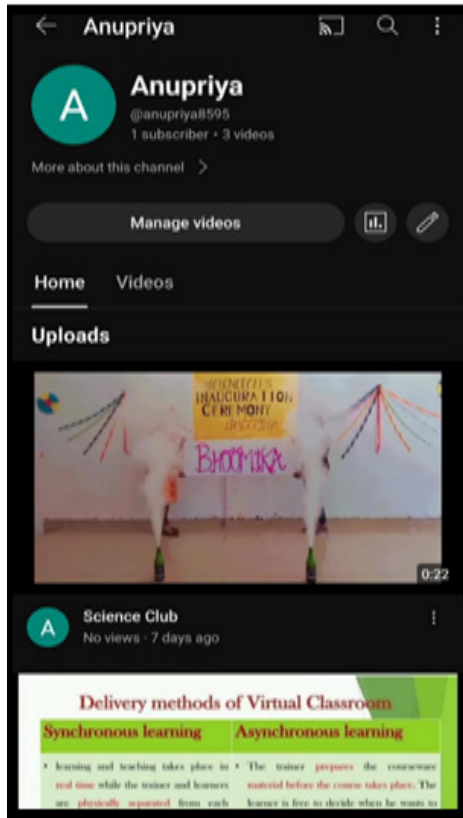 Anupriya
A
Anupriya
@anupriya8595
1 subscriber • 3 videos
More about this channel
Manage videos
Home Videos
Uploads
INAUGURATION
CEREMONY
BHOOMIKA
0:22
A
Science Club
No views · 7 days ago
Delivery methods of Virtual Classroom
Synchronous learning Asynchronous learning
• learning and teaching takes place in • The trainer prepares the courseware
real time while the trainer and learners material before the course takes place. The
are physically separated from each learner is free to decide when he wants to